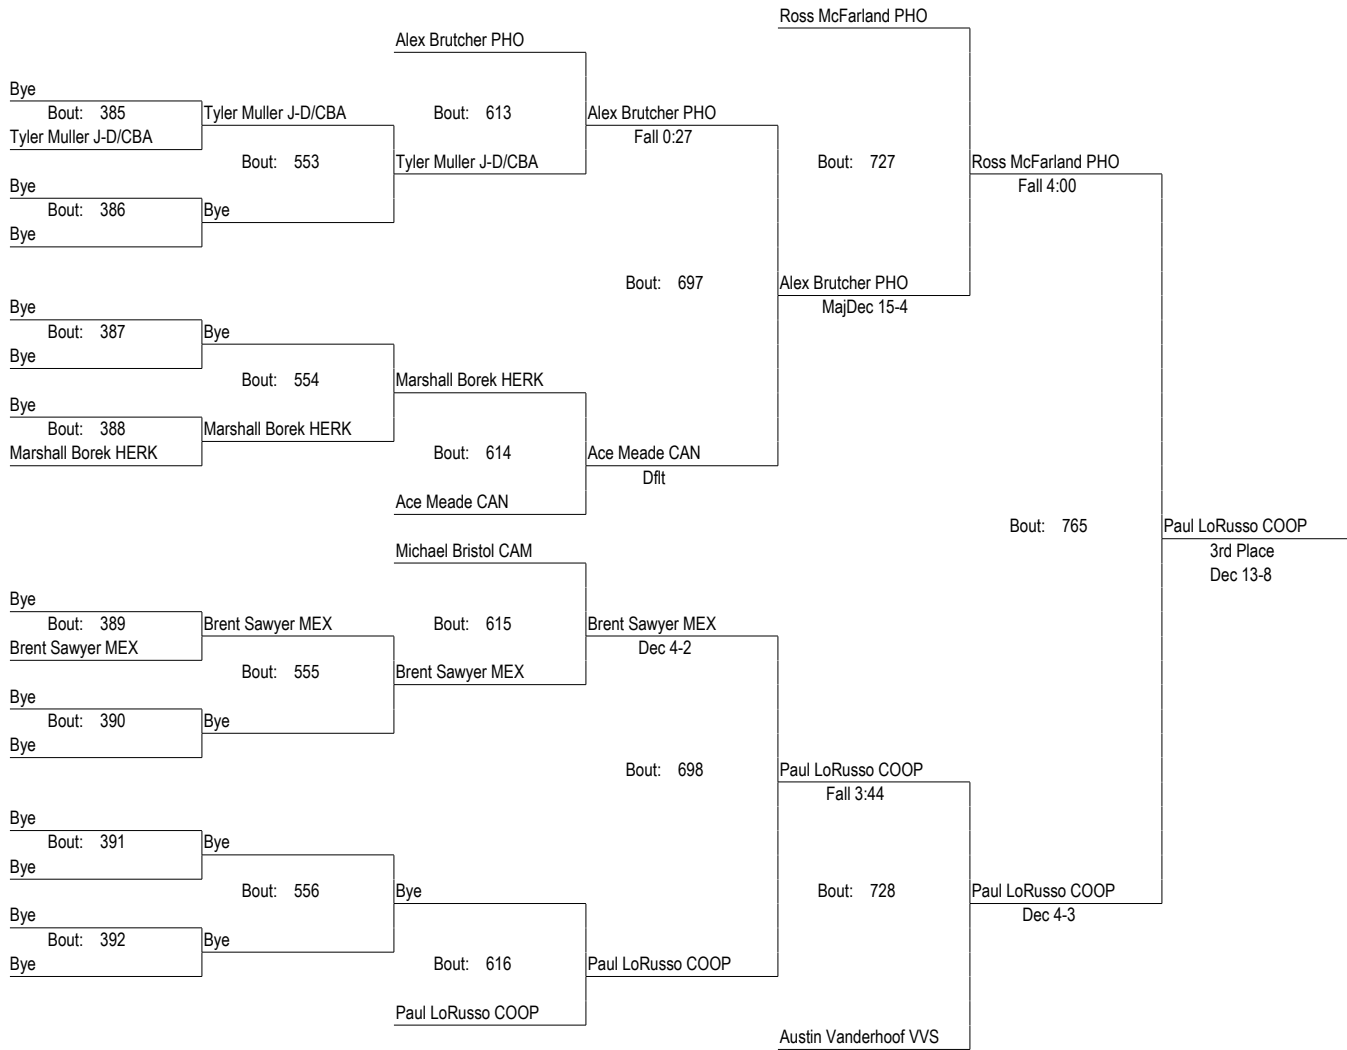 Ross McFarland PHO
Alex Brutcher PHO
Bye
Bout: 385
Tyler Muller J-D/CBA
Bout: 613
Alex Brutcher PHO
Tyler Muller J-D/CBA
Fall 0:27
Bout: 553
Tyler Muller J-D/CBA
Bout: 727
Ross McFarland PHO
Bye
Fall 4:00
Bout: 386
Bye
Bye
Bout: 697
Alex Brutcher PHO
Bye
MajDec 15-4
Bout: 387
Bye
Bye
Bout: 554
Marshall Borek HERK
Bye
Bout: 388
Marshall Borek HERK
Marshall Borek HERK
Bout: 614
Ace Meade CAN
Dflt
Ace Meade CAN
Bout: 765
Paul LoRusso COOP
Michael Bristol CAM
3rd Place
Dec 13-8
Bye
Bout: 389
Brent Sawyer MEX
Bout: 615
Brent Sawyer MEX
Brent Sawyer MEX
Dec 4-2
Bout: 555
Brent Sawyer MEX
Bye
Bout: 390
Bye
Bye
Bout: 698
Paul LoRusso COOP
Fall 3:44
Bye
Bout: 391
Bye
Bye
Bout: 556
Bye
Bout: 728
Paul LoRusso COOP
Bye
Dec 4-3
Bout: 392
Bye
Bye
Bout: 616
Paul LoRusso COOP
Paul LoRusso COOP
Austin Vanderhoof VVS